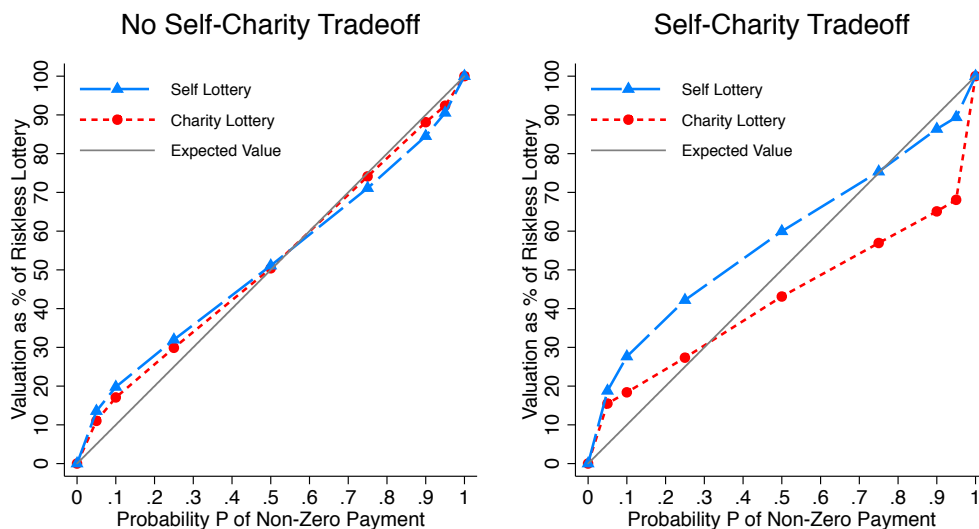 No Self-Charity Tradeoff
Valuation as % of Riskless Lottery
0 10 20 30 40 50 60 70 80 90 100
Self Lottery
Charity Lottery
Expected Value
0 .1 .2 .3 .4 .5 .6 .7 .8 .9 1
Probability P of Non-Zero Payment
Self-Charity Tradeoff
Valuation as % of Riskless Lottery
0 10 20 30 40 50 60 70 80 90 100
Self Lottery
Charity Lottery
Expected Value
0 .1 .2 .3 .4 .5 .6 .7 .8 .9 1
Probability P of Non-Zero Payment